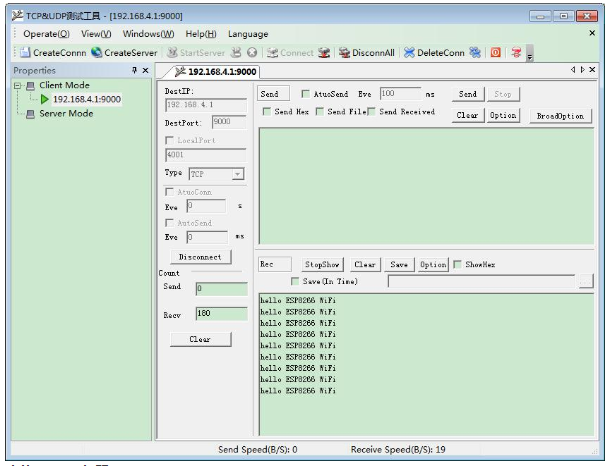 TCP&UDP测试工具 - [192.168.4.1:9000]
Operate(O) View(V) Windows(W) Help(H) Language
CreateConnn CreateServer StartServer Connect DisconnAll DeleteConn
Properties
Client Mode
192.168.4.1:9000
Server Mode
192.168.4.1:9000
DestIP:
192.168.4.1
DestPort: 9000
LocalPort
4001
Type TCP
AtuoConn
Eve 0 s
AutoSend
Eve 0 ms
Disconnect
Count
Send 0
Recv 180
Clear
Send AtuoSend Eve 100 ms Send Stop
Send Hex Send File Send Received Clear Option BroadOption
Rec StopShow Clear Save Option ShowHex
Save(In Time)
hello ESP8266 WiFi
hello ESP8266 WiFi
hello ESP8266 WiFi
hello ESP8266 WiFi
hello ESP8266 WiFi
hello ESP8266 WiFi
hello ESP8266 WiFi
hello ESP8266 WiFi
hello ESP8266 WiFi
Send Speed(B/S): 0 Receive Speed(B/S): 19